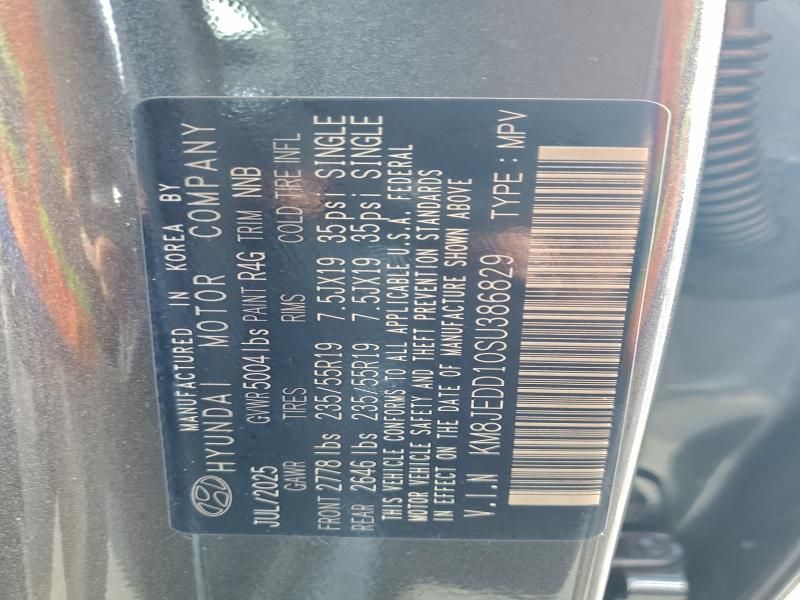 MANUFACTURED IN KOREA BY
HYUNDAI MOTOR COMPANY
JUL/2025 GVWR 5004 lbs PAINT R4G TRIM NNB
GAWR TIRES RIMS COLD TIRE INFL
FRONT 2778 lbs 235/55R19 7.5JX19 35psi SINGLE
REAR 2646 lbs 235/55R19 7.5JX19 35psi SINGLE
THIS VEHICLE CONFORMS TO ALL APPLICABLE U.S.A. FEDERAL
MOTOR VEHICLE SAFETY AND THEFT PREVENTION STANDARDS
IN EFFECT ON THE DATE OF MANUFACTURE SHOWN ABOVE
V.I.N KM8JEDD10SU386829 TYPE : MPV